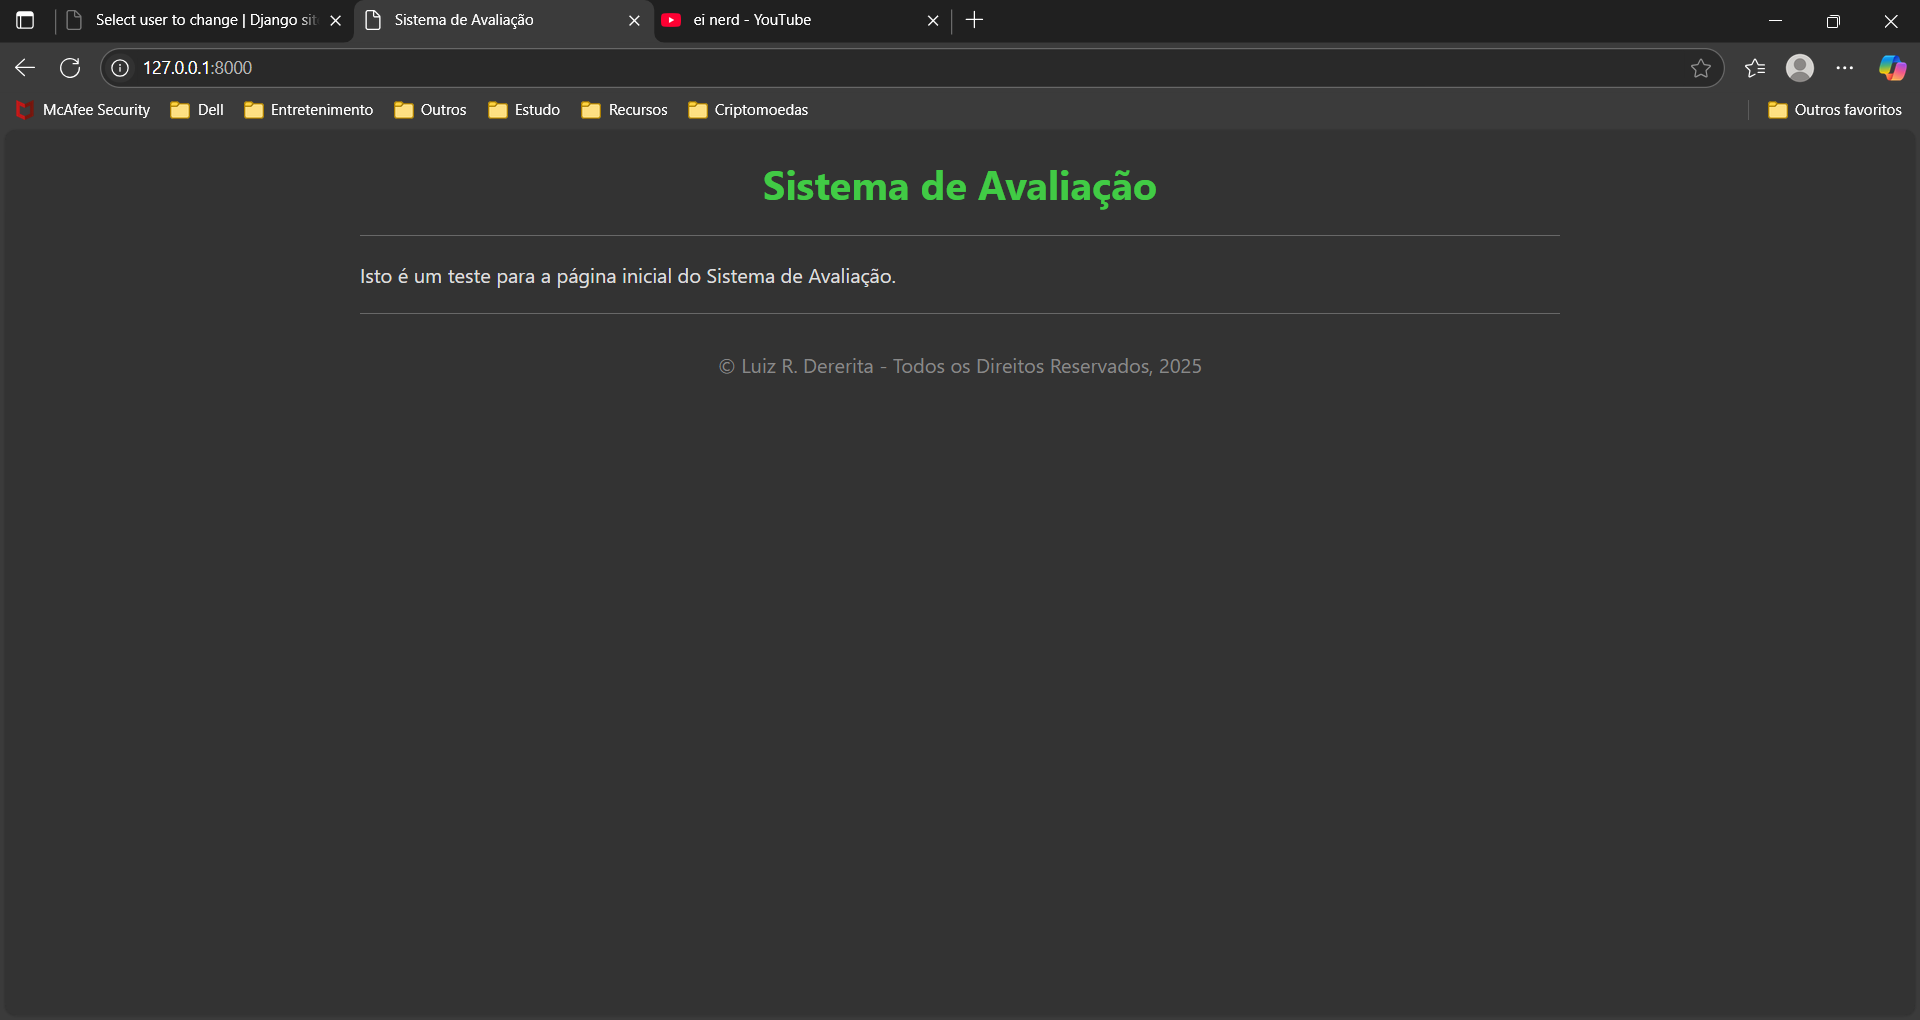 Select user to change | Django sit
Sistema de Avaliação
ei nerd - YouTube
127.0.0.1:8000
McAfee Security
Dell
Entretenimento
Outros
Estudo
Recursos
Criptomoedas
Outros favoritos
Sistema de Avaliação
Isto é um teste para a página inicial do Sistema de Avaliação.
© Luiz R. Dererita - Todos os Direitos Reservados, 2025